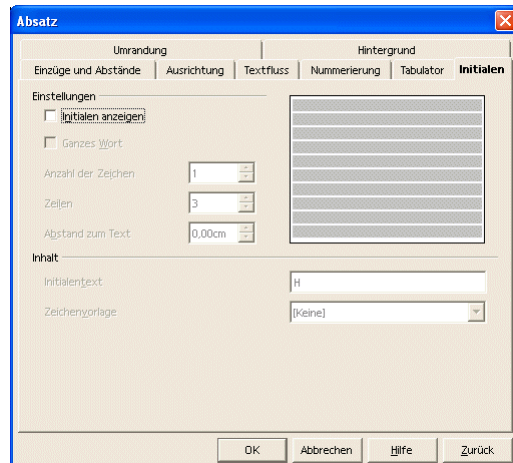 Absatz
Umrandung Hintergrund
Einzüge und Abstände Ausrichtung Textfluss Nummerierung Tabulator Initialen
Einstellungen
Initialen anzeigen
Ganzes Wort
Anzahl der Zeichen 1
Zeilen 3
Abstand zum Text 0,00cm
Inhalt
Initialentext H
Zeichenvorlage [Keine]
OK Abbrechen Hilfe Zurück